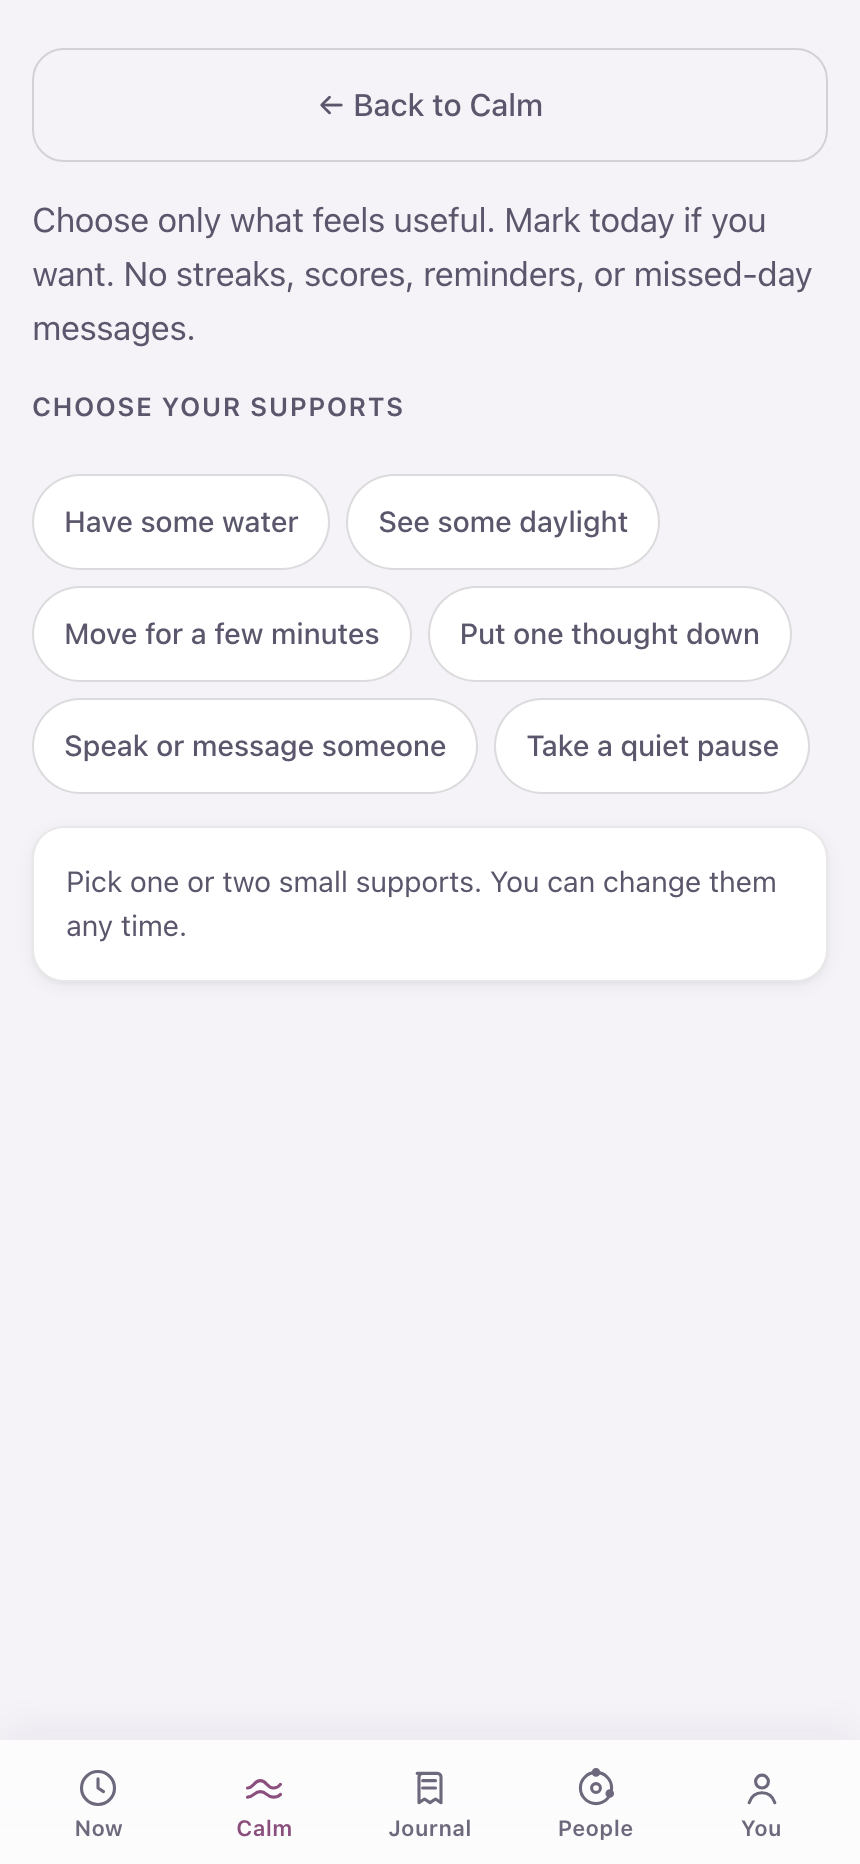 ← Back to Calm
Choose only what feels useful. Mark today if you
want. No streaks, scores, reminders, or missed-day
messages.
CHOOSE YOUR SUPPORTS
Have some water
See some daylight
Move for a few minutes
Put one thought down
Speak or message someone
Take a quiet pause
Pick one or two small supports. You can change them
any time.
Now
Calm
Journal
People
You